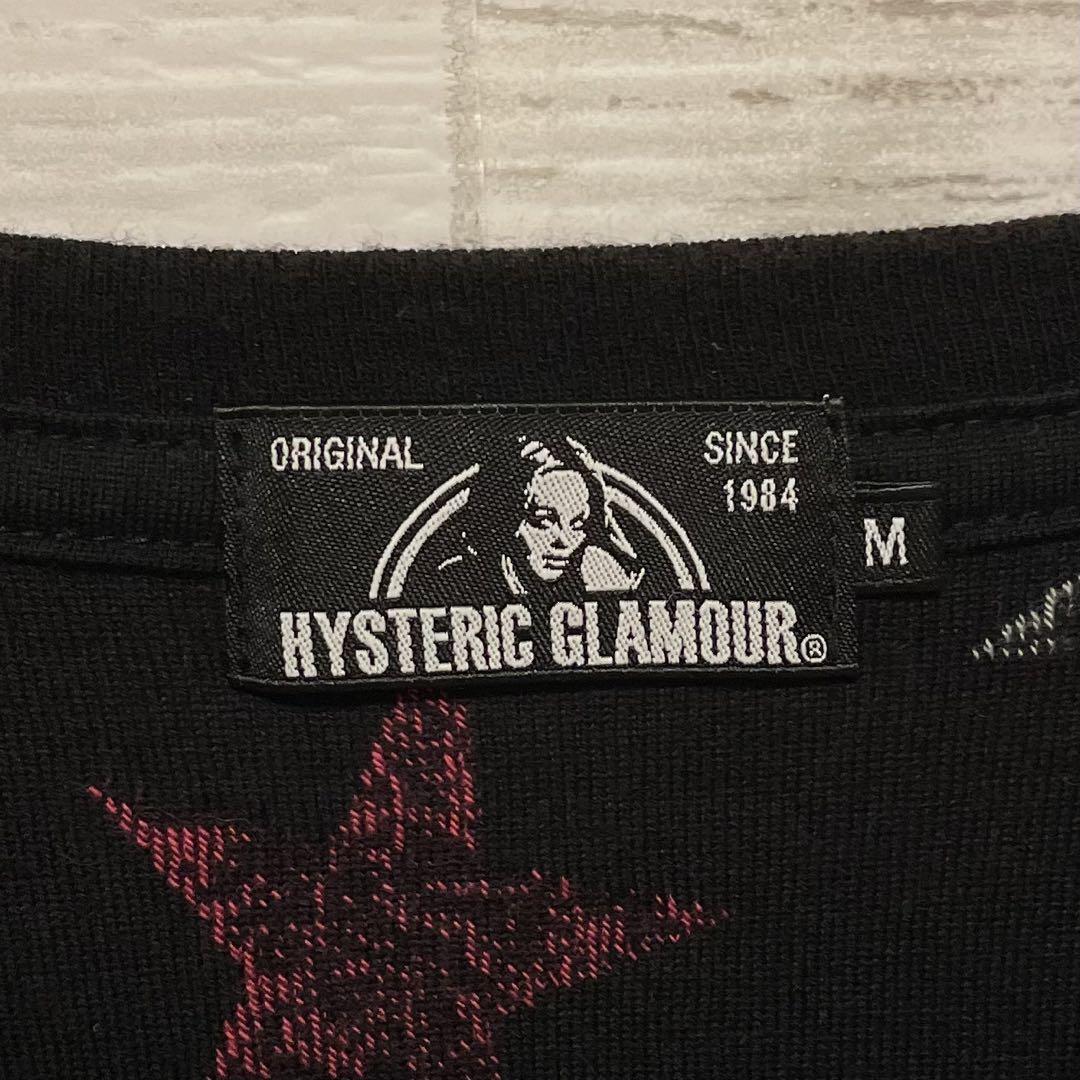 ORIGINAL
SINCE
1984
HYSTERIC GLAMOUR®
M